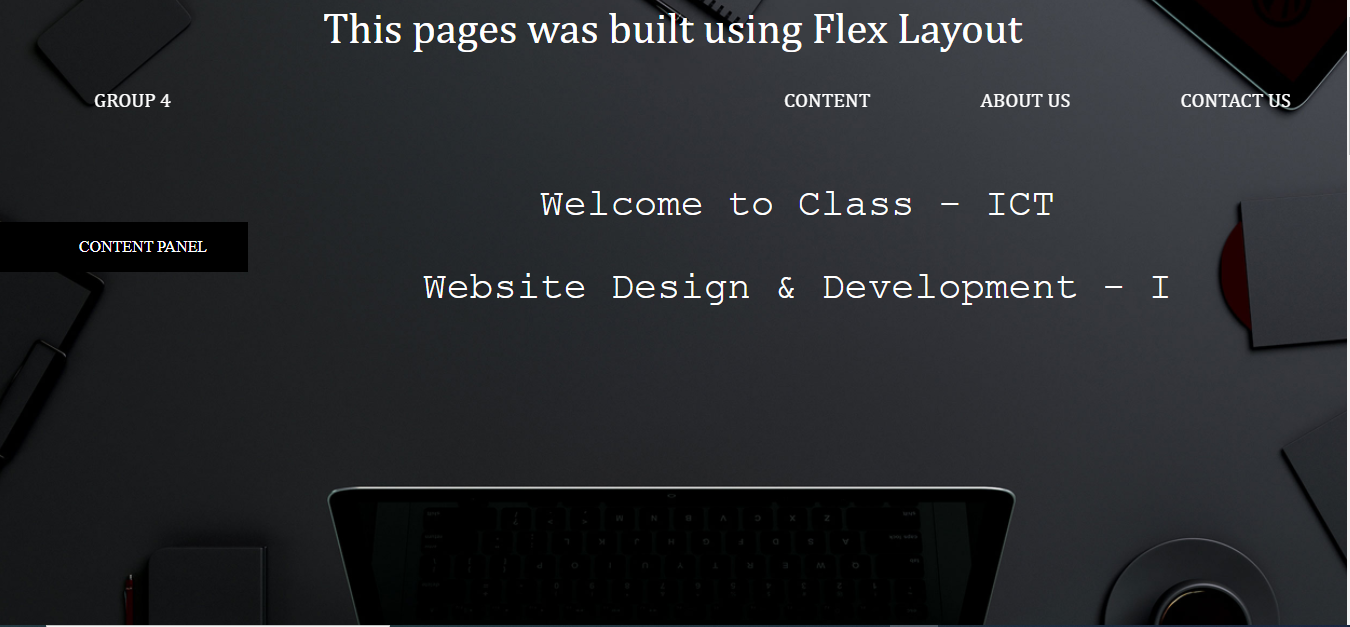 This pages was built using Flex Layout
GROUP 4
CONTENT
ABOUT US
CONTACT US
Welcome to Class - ICT
CONTENT PANEL
Website Design & Development - I